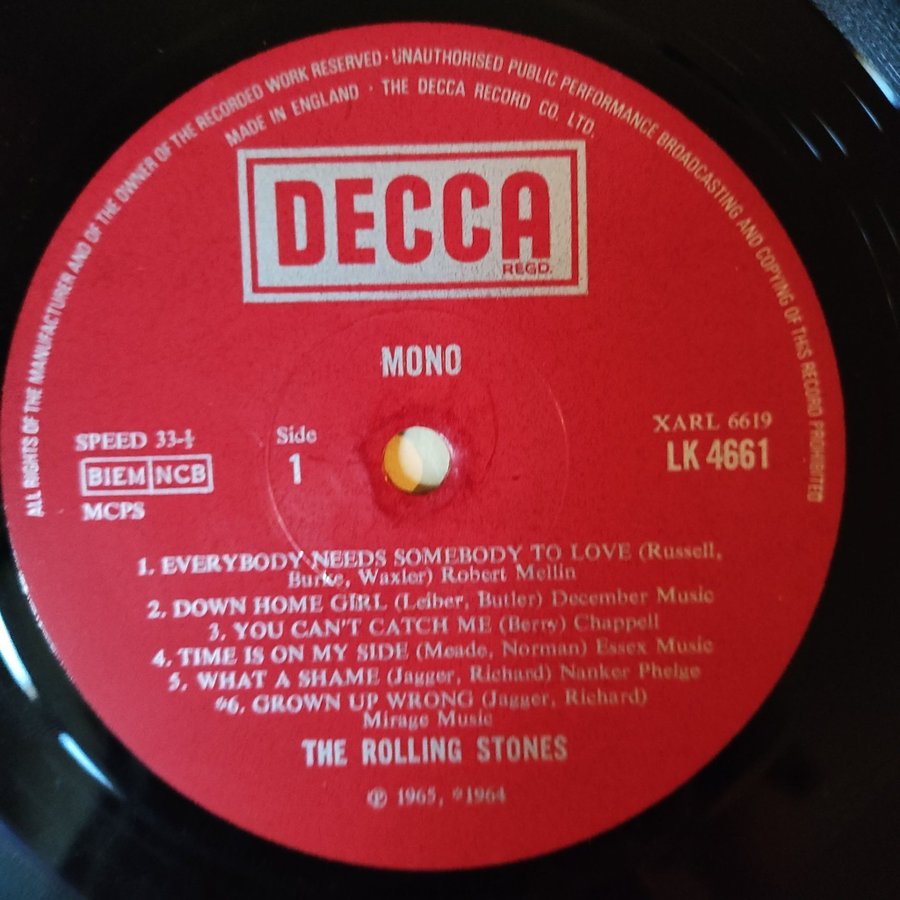 ALL RIGHTS OF THE MANUFACTURER AND OF THE OWNER OF THE RECORDED WORK RESERVED · UNAUTHORISED PUBLIC PERFORMANCE BROADCASTING AND COPYING OF THIS RECORD PROHIBITED
MADE IN ENGLAND · THE DECCA RECORD CO. LTD.
DECCA
REGD.
MONO
SPEED 33-⅓
BIEM NCB
MCPS
Side
1
XARL 6619
LK 4661
1. EVERYBODY NEEDS SOMEBODY TO LOVE (Russell,
Burke, Waxler) Robert Mellin
2. DOWN HOME GIRL (Leiber, Butler) December Music
3. YOU CAN'T CATCH ME (Berry) Chappell
4. TIME IS ON MY SIDE (Meade, Norman) Essex Music
5. WHAT A SHAME (Jagger, Richard) Nanker Phelge
*6. GROWN UP WRONG (Jagger, Richard)
Mirage Music
THE ROLLING STONES
℗ 1965, *1964